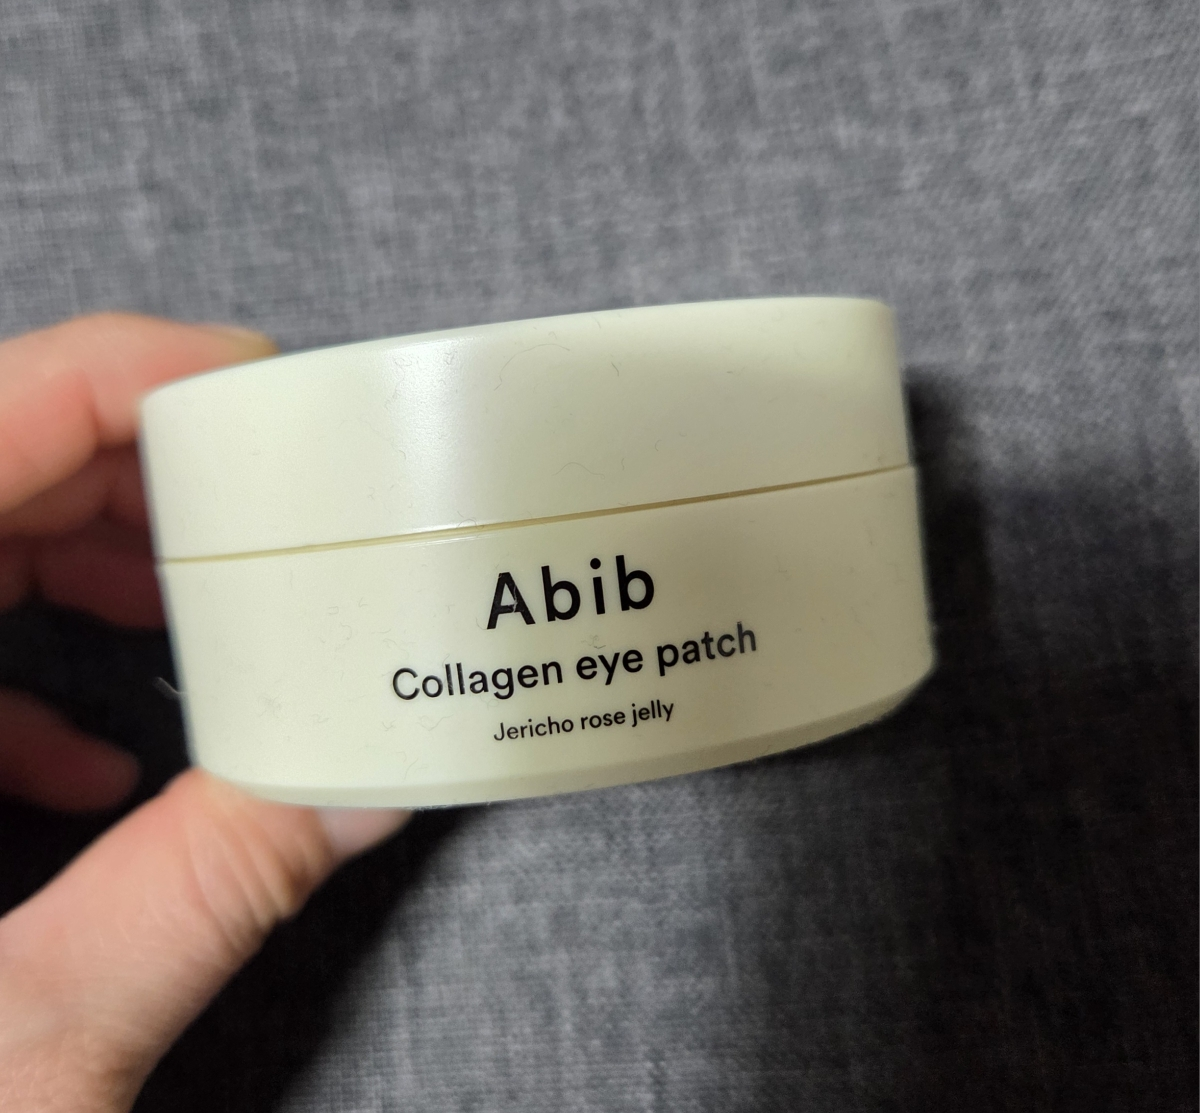 Abib
Collagen eye patch
Jericho rose jelly